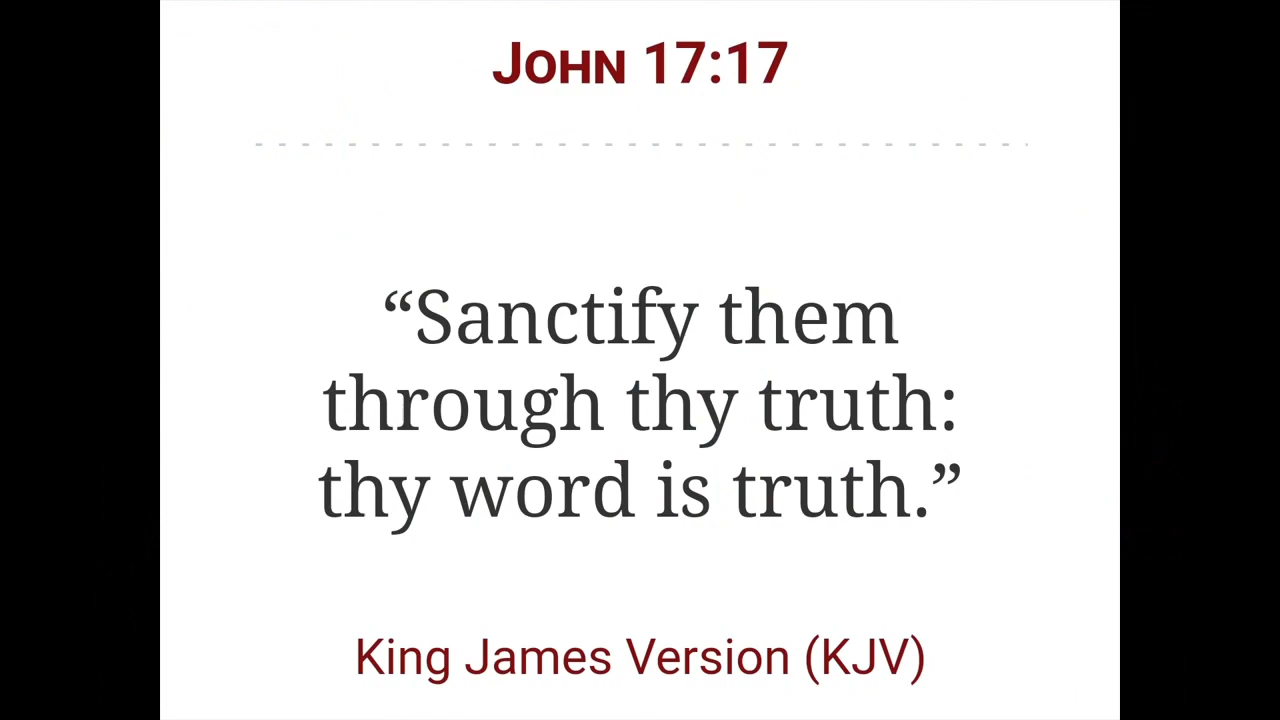 John 17:17
“Sanctify them
through thy truth:
thy word is truth.”
King James Version (KJV)